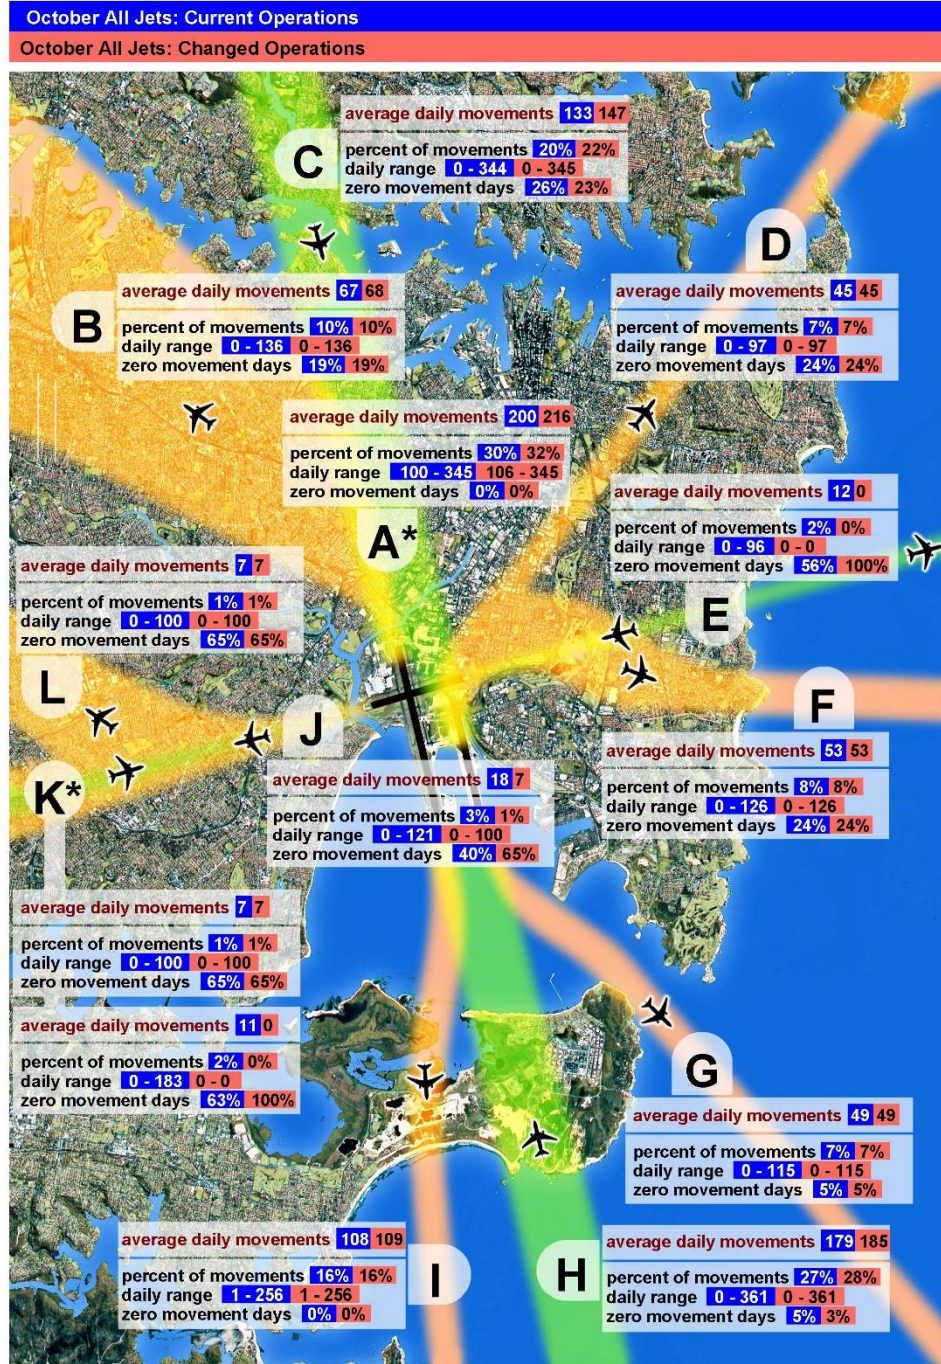 October All Jets: Current Operations
October All Jets: Changed Operations
average daily movements 133 147
C
percent of movements 20% 22%
daily range 0 - 344 0 - 345
zero movement days 26% 23%
D
B
average daily movements 67 68
percent of movements 10% 10%
daily range 0 - 136 0 - 136
zero movement days 19% 19%
average daily movements 45 45
percent of movements 7% 7%
daily range 0 - 97 0 - 97
zero movement days 24% 24%
average daily movements 200 216
percent of movements 30% 32%
daily range 100 - 345 106 - 345
zero movement days 0% 0%
A*
average daily movements 12 0
percent of movements 2% 0%
daily range 0 - 96 0 - 0
zero movement days 56% 100%
E
average daily movements 7 7
percent of movements 1% 1%
daily range 0 - 100 0 - 100
zero movement days 65% 65%
L
J
F
average daily movements 18 7
percent of movements 3% 1%
daily range 0 - 121 0 - 100
zero movement days 40% 65%
average daily movements 53 53
percent of movements 8% 8%
daily range 0 - 126 0 - 126
zero movement days 24% 24%
K*
average daily movements 7 7
percent of movements 1% 1%
daily range 0 - 100 0 - 100
zero movement days 65% 65%
average daily movements 11 0
percent of movements 2% 0%
daily range 0 - 183 0 - 0
zero movement days 63% 100%
G
average daily movements 49 49
percent of movements 7% 7%
daily range 0 - 115 0 - 115
zero movement days 5% 5%
average daily movements 108 109
percent of movements 16% 16%
daily range 1 - 256 1 - 256
zero movement days 0% 0%
I
H
average daily movements 179 185
percent of movements 27% 28%
daily range 0 - 361 0 - 361
zero movement days 5% 3%